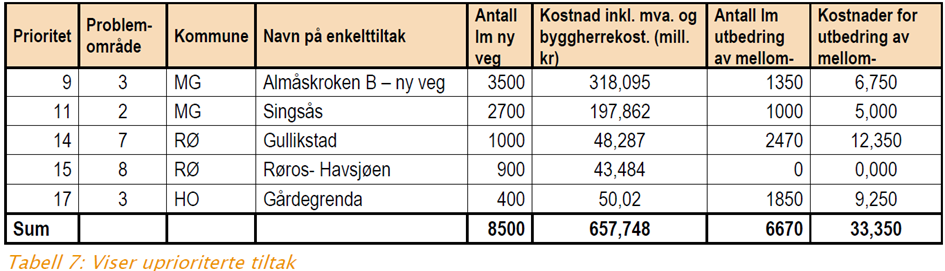 Prioritet Problem-område Kommune Navn på enkelttiltak Antall lm ny veg Kostnad inkl. mva. og byggherrekost. (mill. kr) Antall lm utbedring av mellom- Kostnader for utbedring av mellom-
9 3 MG Almåskroken B – ny veg 3500 318,095 1350 6,750
11 2 MG Singsås 2700 197,862 1000 5,000
14 7 RØ Gullikstad 1000 48,287 2470 12,350
15 8 RØ Røros- Havsjøen 900 43,484 0 0,000
17 3 HO Gårdegrenda 400 50,02 1850 9,250
Sum 8500 657,748 6670 33,350
Tabell 7: Viser uprioriterte tiltak